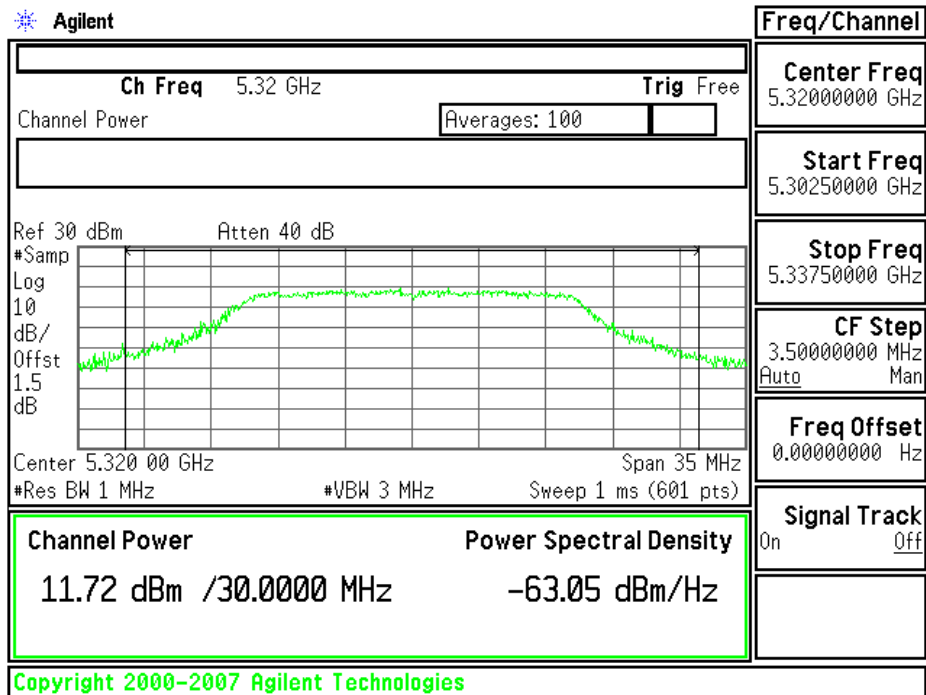 Agilent
Freq/Channel
Ch Freq 5.32 GHz Trig Free
Channel Power Averages: 100
Ref 30 dBm Atten 40 dB
#Samp
Log
10
dB/
Offst
1.5
dB
Center 5.320 00 GHz Span 35 MHz
#Res BW 1 MHz #VBW 3 MHz Sweep 1 ms (601 pts)
Channel Power Power Spectral Density
11.72 dBm /30.0000 MHz -63.05 dBm/Hz
Copyright 2000-2007 Agilent Technologies
Center Freq
5.32000000 GHz
Start Freq
5.30250000 GHz
Stop Freq
5.33750000 GHz
CF Step
3.50000000 MHz
Auto Man
Freq Offset
0.00000000 Hz
Signal Track
On Off